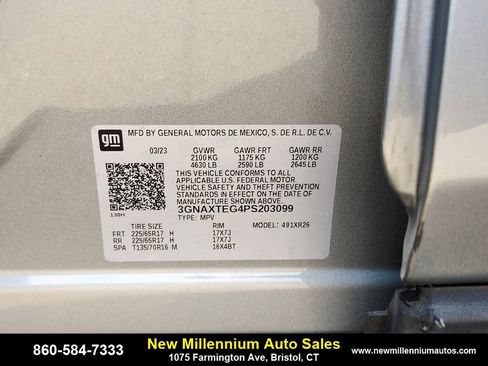 gm
MFD BY GENERAL MOTORS DE MEXICO, S. DE R.L. DE C.V.
03/23 GVWR GAWR FRT GAWR RR
2100 KG 1175 KG 1200 KG
4630 LB 2590 LB 2645 LB
THIS VEHICLE CONFORMS TO ALL
APPLICABLE U.S. FEDERAL MOTOR
VEHICLE SAFETY AND THEFT PREVENTION
STANDARDS IN EFFECT ON THE DATE OF
MANUFACTURE SHOWN ABOVE.
3GNAXTEG4PS203099
130H TYPE: MPV 491XR26
TIRE SIZE RIM
FRT 225/65R17 H 17X7J
RR 225/65R17 H 17X7J
SPA T135/70R16 M 16X4BT
860-584-7333 New Millennium Auto Sales www.newmillenniumautos.com
1075 Farmington Ave, Bristol, CT